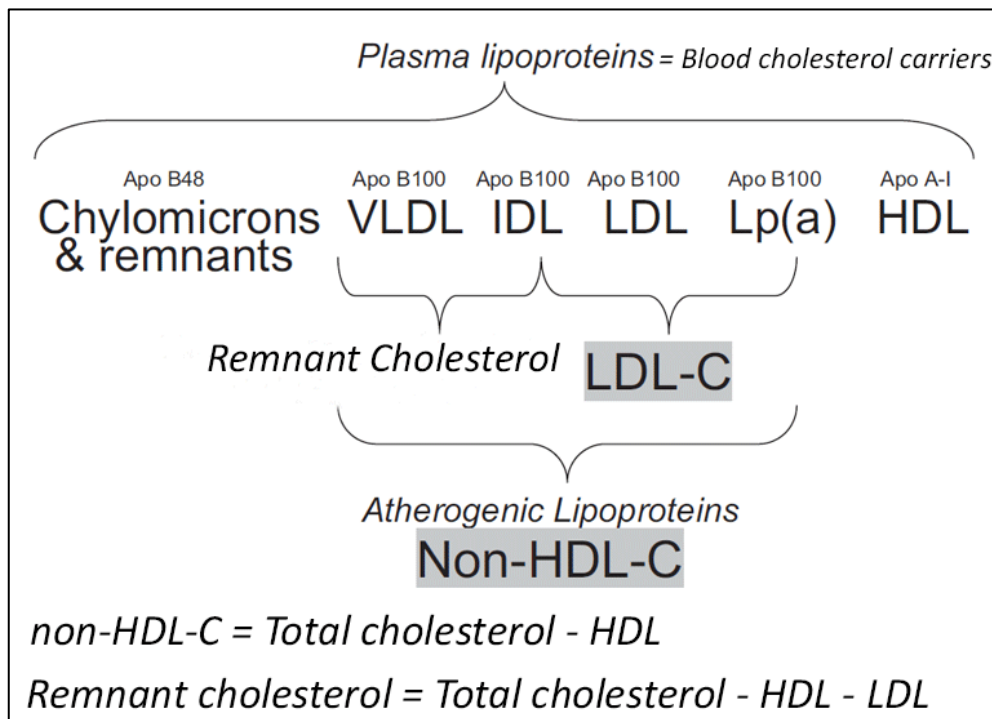 Plasma lipoproteins = Blood cholesterol carriers
Apo B48 Apo B100 Apo B100 Apo B100 Apo B100 Apo A-I
Chylomicrons VLDL IDL LDL Lp(a) HDL
& remnants
Remnant Cholesterol LDL-C
Atherogenic Lipoproteins
Non-HDL-C
non-HDL-C = Total cholesterol - HDL
Remnant cholesterol = Total cholesterol - HDL - LDL